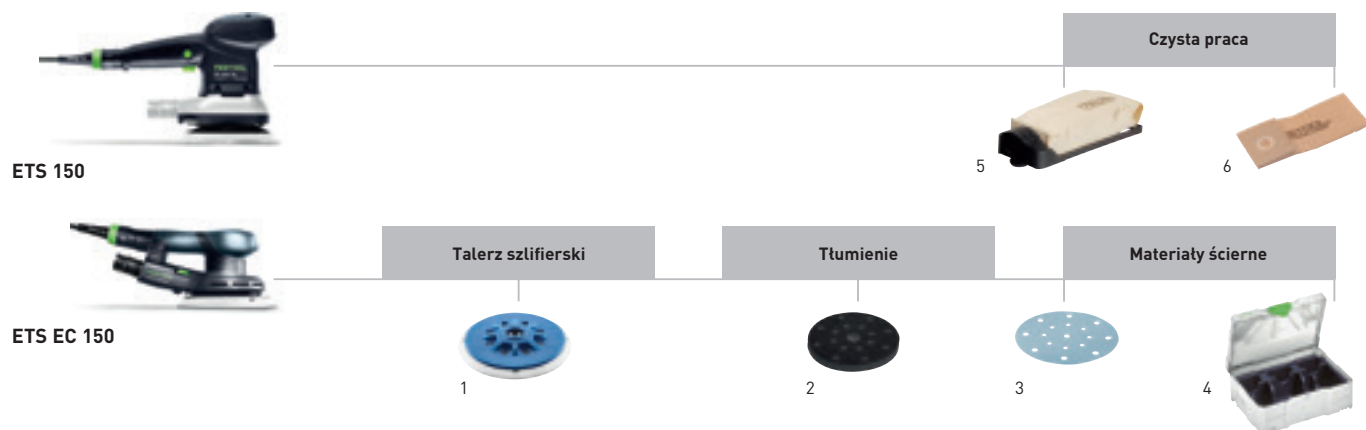 Czysta praca
5
6
ETS 150
Talerz szlifierski
Tłumienie
Materiały ścierne
ETS EC 150
1
2
3
4